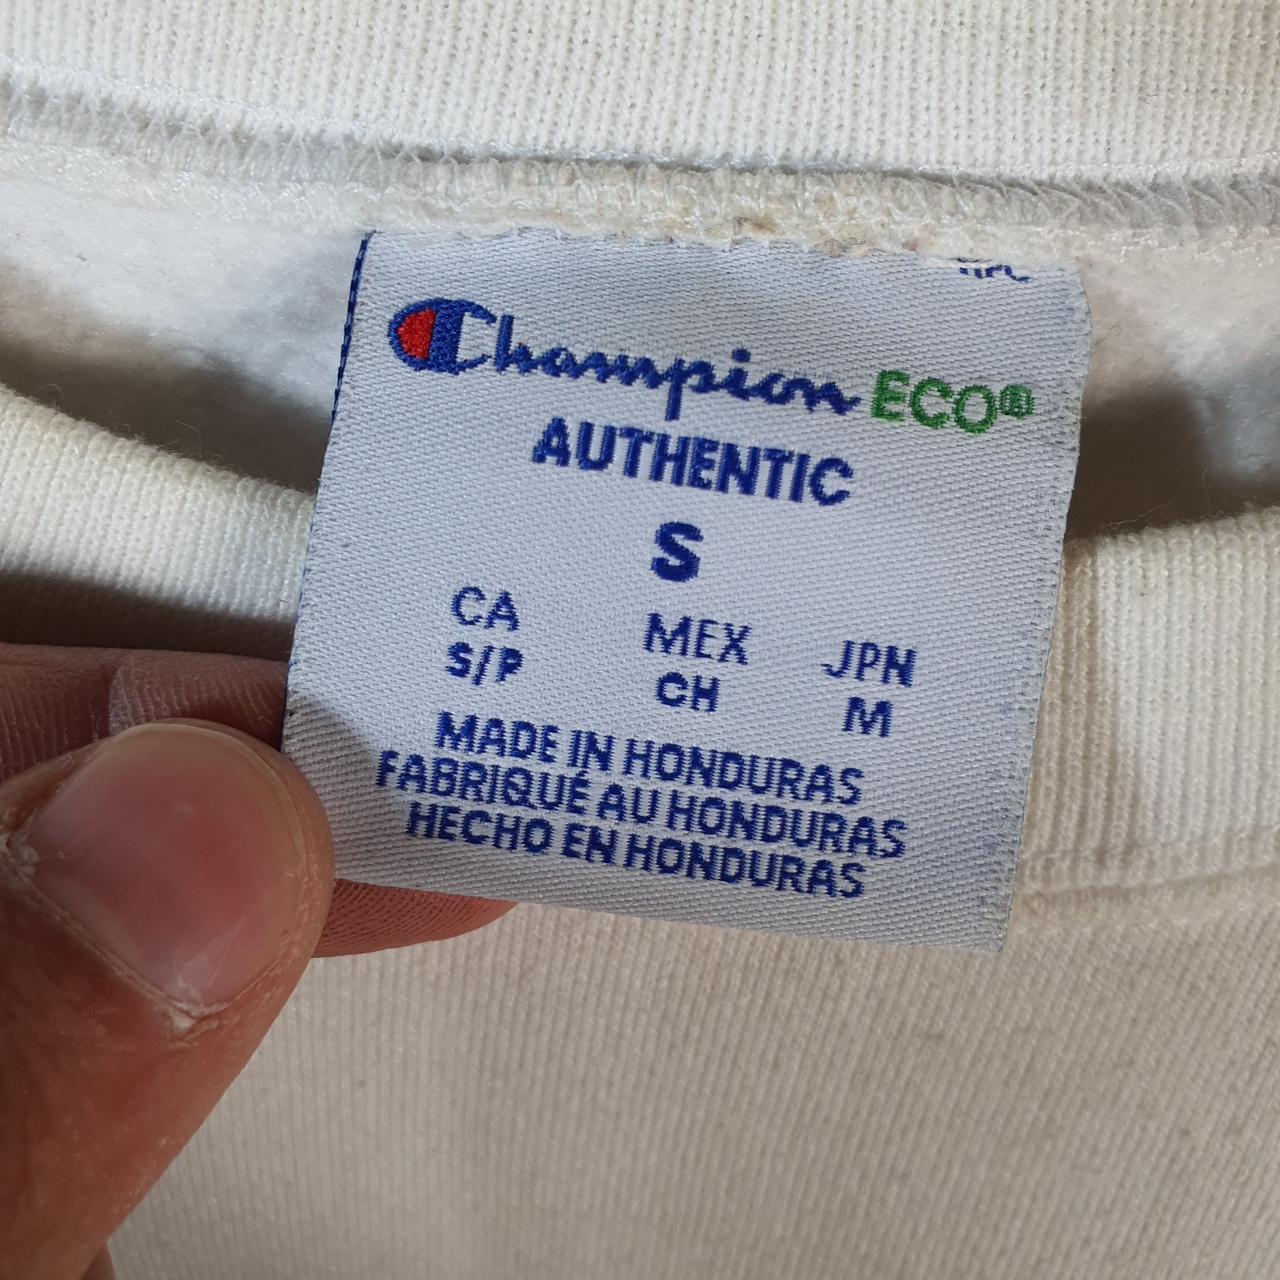 Champion ECO®
AUTHENTIC
S
CA MEX JPN
S/P CH M
MADE IN HONDURAS
FABRIQUÉ AU HONDURAS
HECHO EN HONDURAS